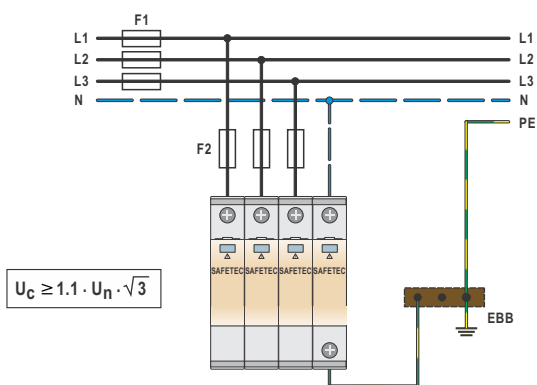 F1
L1 L1
L2 L2
L3 L3
N N
PE
F2
SAFETEC SAFETEC SAFETEC SAFETEC
U_C ≥ 1.1 · U_n · √3
EBB